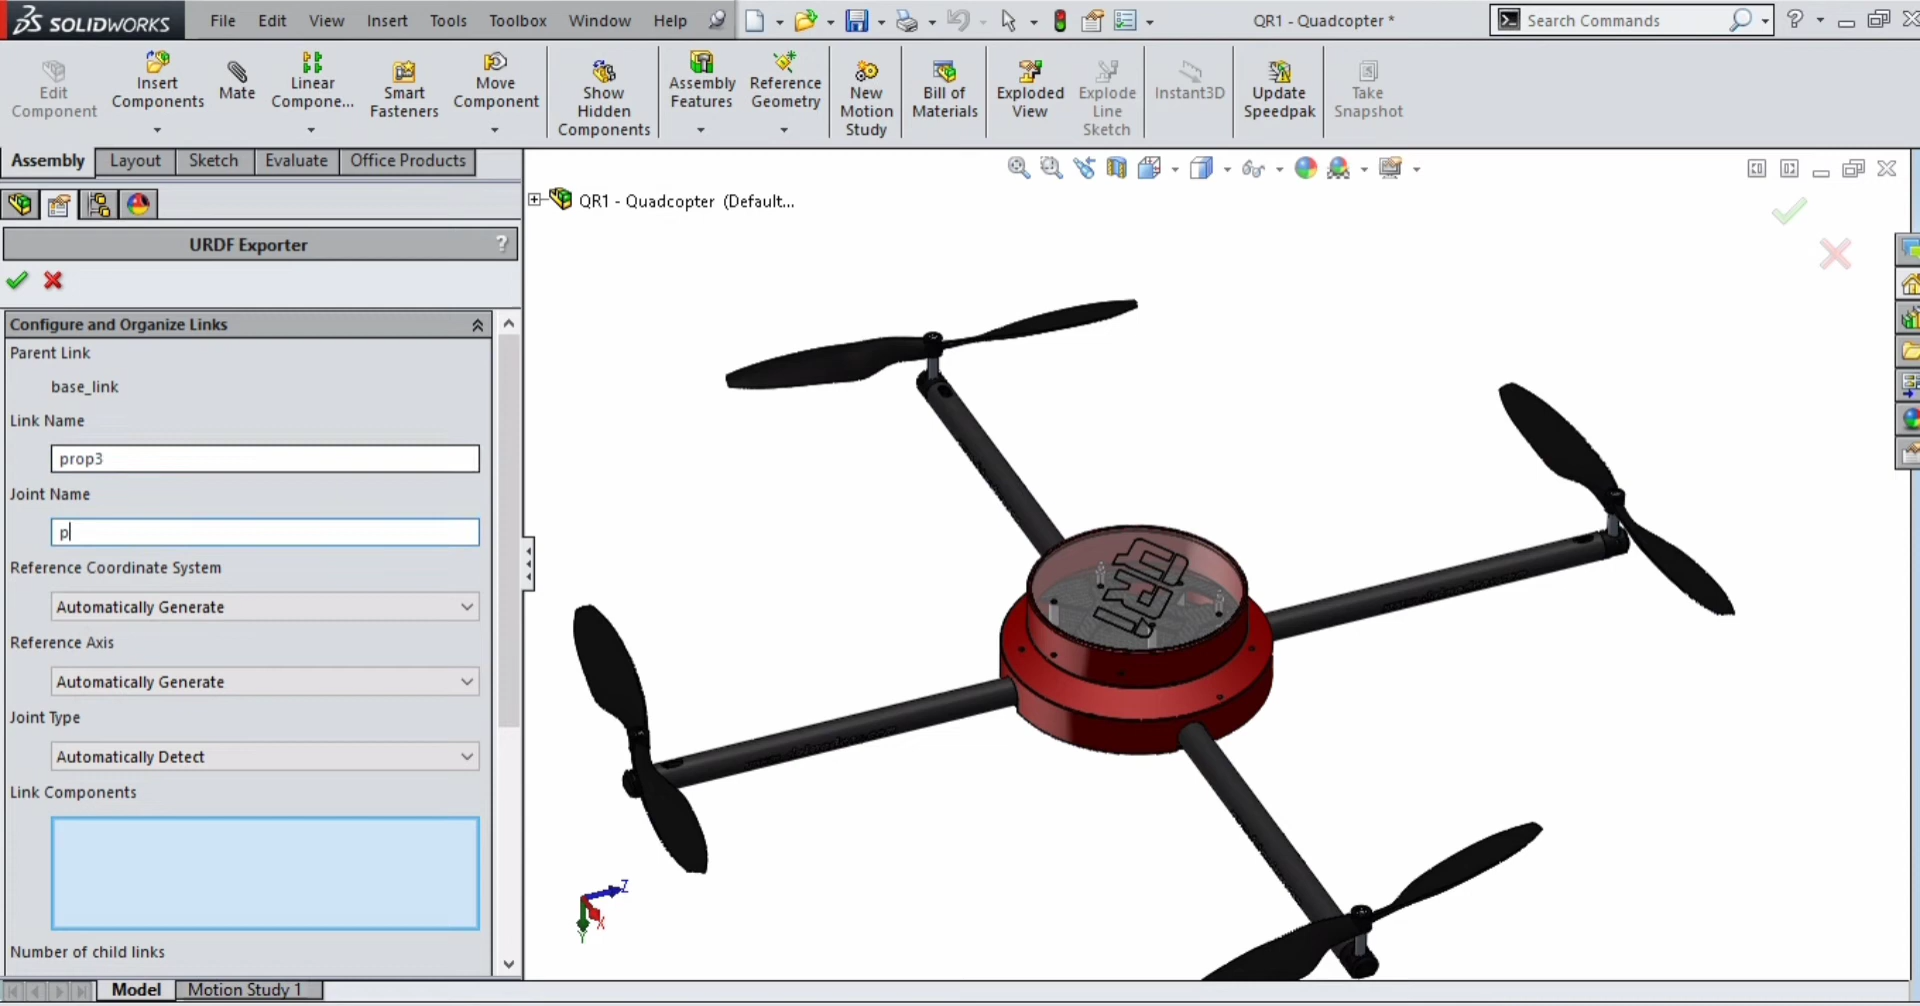 SOLIDWORKS File Edit View Insert Tools Toolbox Window Help QR1 - Quadcopter * Search Commands
Edit Component
Insert Components
Mate
Linear Compone...
Smart Fasteners
Move Component
Show Hidden Components
Assembly Features
Reference Geometry
New Motion Study
Bill of Materials
Exploded View
Explode Line Sketch
Instant3D
Update Speedpak
Take Snapshot
Assembly Layout Sketch Evaluate Office Products
QR1 - Quadcopter (Default...
URDF Exporter ?
Configure and Organize Links
Parent Link
base_link
Link Name
prop3
Joint Name
p
Reference Coordinate System
Automatically Generate
Reference Axis
Automatically Generate
Joint Type
Automatically Detect
Link Components
Number of child links
QR1
Z
X
Y
Model Motion Study 1